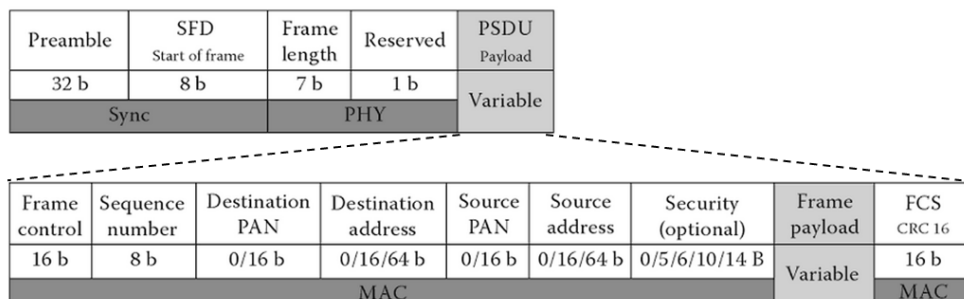 Preamble SFD Frame Reserved PSDU
Start of frame length Payload
32 b 8 b 7 b 1 b Variable
Sync PHY
Frame Sequence Destination Destination Source Source Security Frame FCS
control number PAN address PAN address (optional) payload CRC 16
16 b 8 b 0/16 b 0/16/64 b 0/16 b 0/16/64 b 0/5/6/10/14 B Variable 16 b
MAC MAC